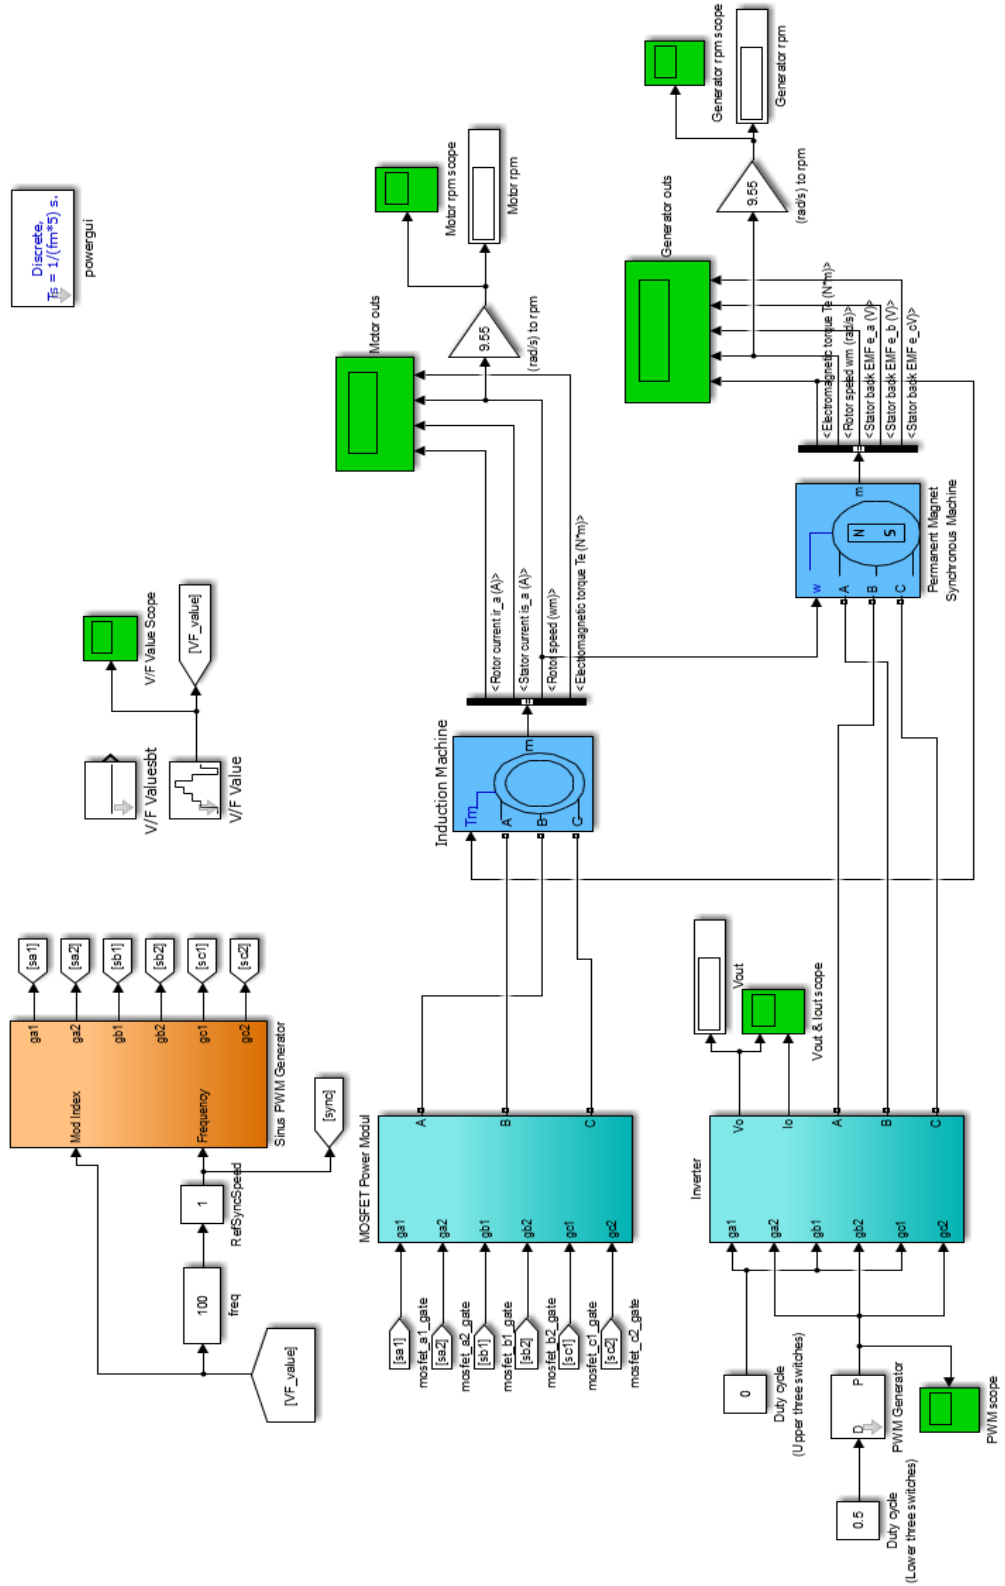 Discrete,
Ts = 1/(fm*5) s.
powergui
V/F Value Scope
[VF_value]
V/F Valuesbt
V/F Value
Mod Index
Frequency
ga1
ga2
gb1
gb2
gc1
gc2
Sinus PWM Generator
[sa1]
[sa2]
[sb1]
[sb2]
[sc1]
[sc2]
[VF_value]
100
freq
1
RefSyncSpeed
[sync]
Motor outs
Motor rpm scope
Motor rpm
9.55
(rad/s) to rpm
<Rotor current ir_a (A)>
<Stator current is_a (A)>
<Rotor speed (wm)>
<Electromagnetic torque Te (N*m)>
Induction Machine
Tm
A
B
C
m
MOSFET Power Modul
ga1
ga2
gb1
gb2
gc1
gc2
A
B
C
[sa1]
mosfet_a1_gate
[sa2]
mosfet_a2_gate
[sb1]
mosfet_b1_gate
[sb2]
mosfet_b2_gate
[sc1]
mosfet_c1_gate
[sc2]
mosfet_c2_gate
Generator outs
Generator rpm scope
Generator rpm
9.55
(rad/s) to rpm
<Electromagnetic torque Te (N*m)>
<Rotor speed wm (rad/s)>
<Stator back EMF e_a (V)>
<Stator back EMF e_b (V)>
<Stator back EMF e_cV)>
w
A
B
C
m
N
S
Permanent Magnet
Synchronous Machine
Vout
Vout & Iout scope
Inverter
ga1
ga2
gb1
gb2
gc1
gc2
Vo
Io
A
B
C
0
Duty cycle
(Upper three switches)
D
P
PWM Generator
PWM scope
0.5
Duty cycle
(Lower three switches)